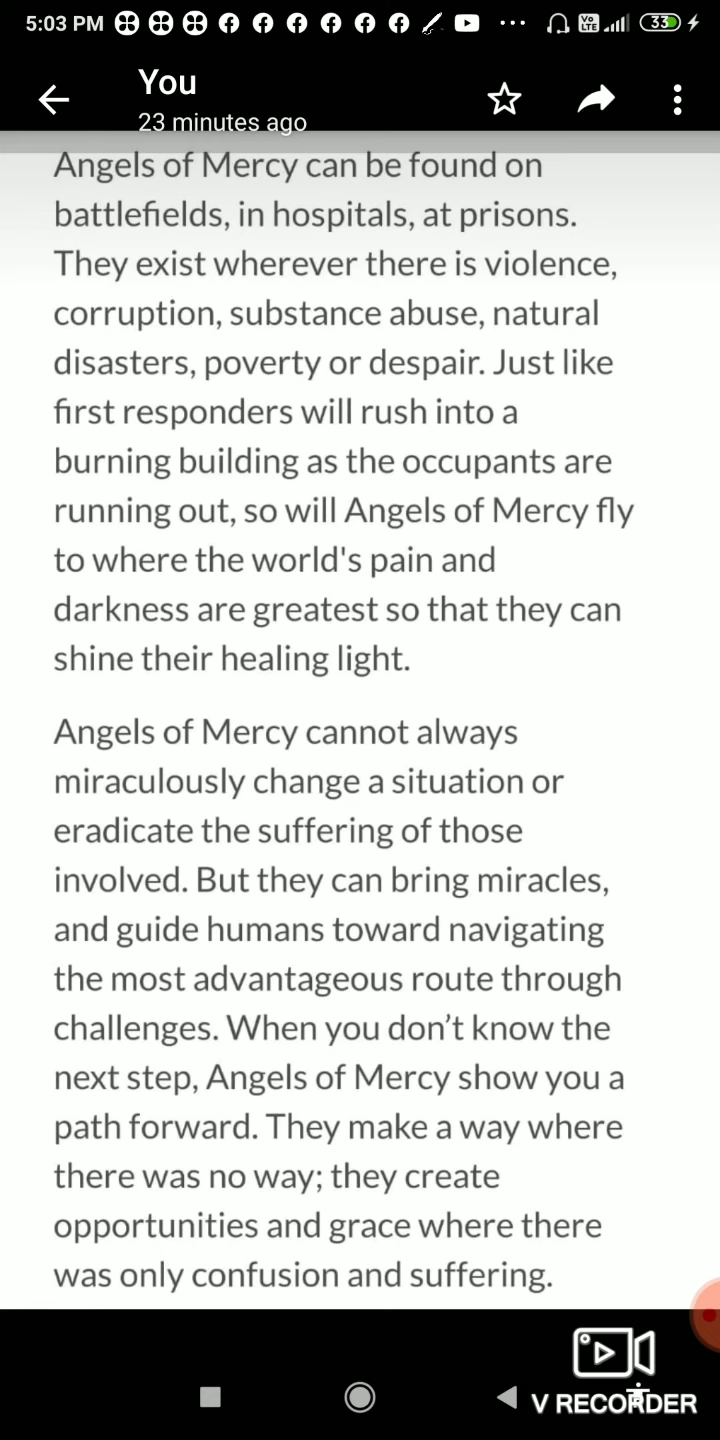 5:03 PM
Vo LTE
33
You
23 minutes ago
Angels of Mercy can be found on
battlefields, in hospitals, at prisons.
They exist wherever there is violence,
corruption, substance abuse, natural
disasters, poverty or despair. Just like
first responders will rush into a
burning building as the occupants are
running out, so will Angels of Mercy fly
to where the world's pain and
darkness are greatest so that they can
shine their healing light.
Angels of Mercy cannot always
miraculously change a situation or
eradicate the suffering of those
involved. But they can bring miracles,
and guide humans toward navigating
the most advantageous route through
challenges. When you don’t know the
next step, Angels of Mercy show you a
path forward. They make a way where
there was no way; they create
opportunities and grace where there
was only confusion and suffering.
V RECORDER